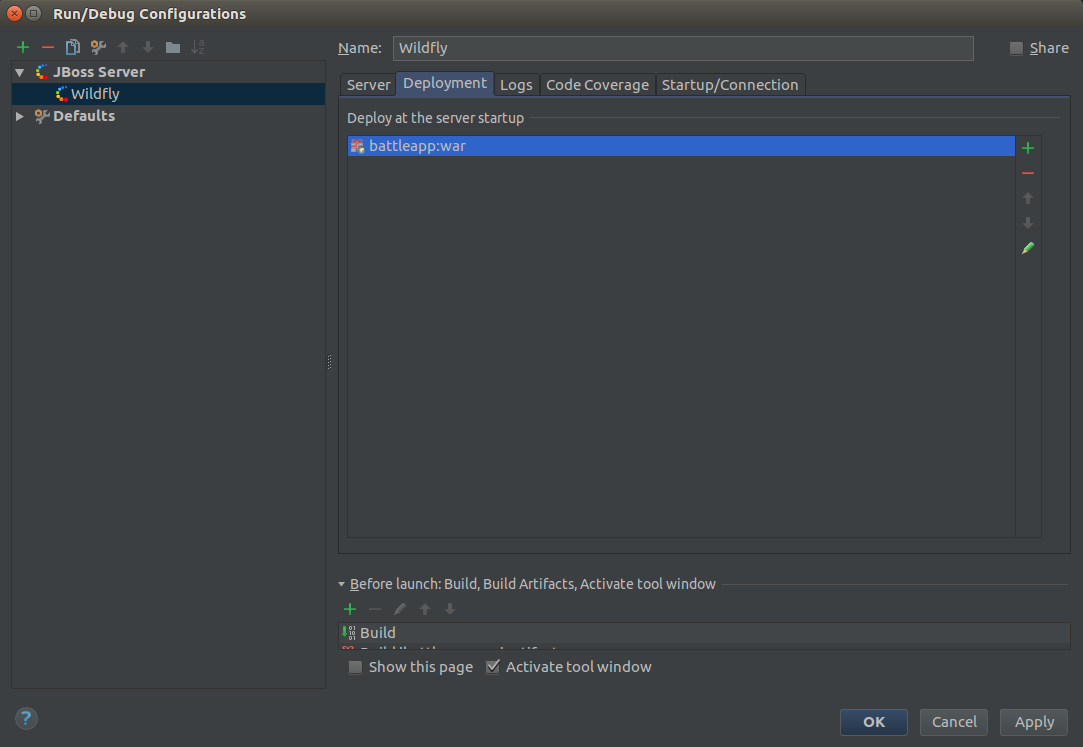 Run/Debug Configurations
Name: Wildfly Share
JBoss Server
Wildfly
Defaults
Server Deployment Logs Code Coverage Startup/Connection
Deploy at the server startup
battleapp:war
Before launch: Build, Build Artifacts, Activate tool window
Build
Show this page Activate tool window
? OK Cancel Apply